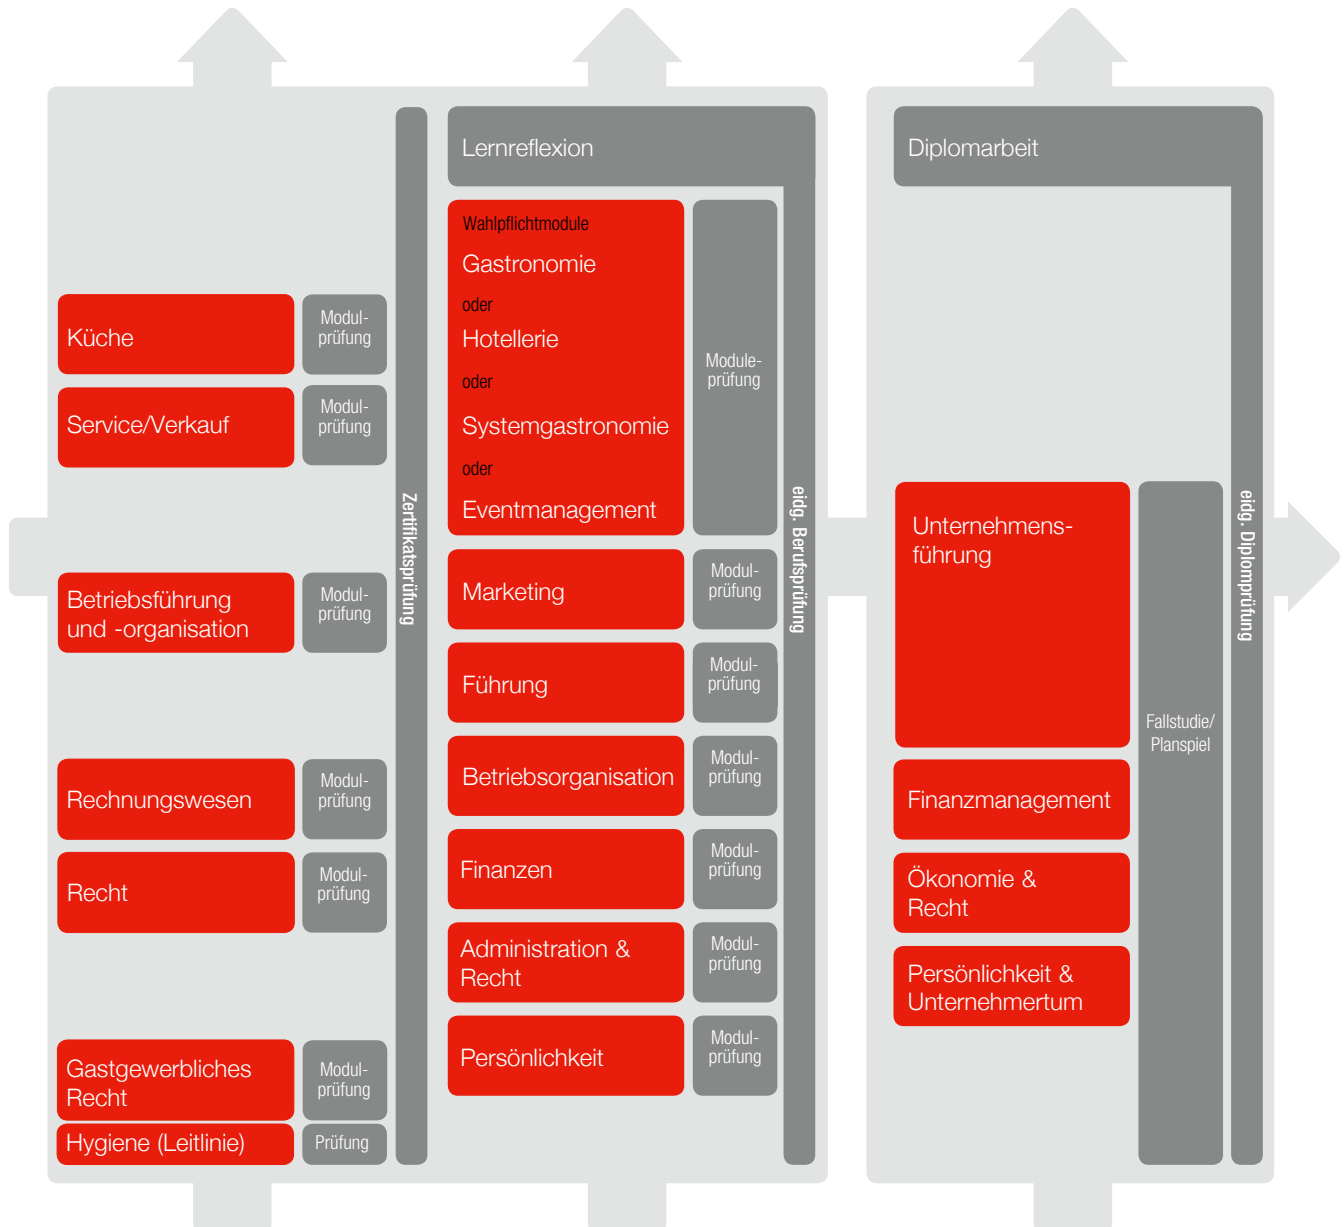 Küche
Modul-
prüfung
Service/Verkauf
Modul-
prüfung
Betriebsführung
und -organisation
Modul-
prüfung
Rechnungswesen
Modul-
prüfung
Recht
Modul-
prüfung
Gastgewerbliches
Recht
Modul-
prüfung
Hygiene (Leitlinie)
Prüfung
Zertifikatsprüfung
Lernreflexion
Wahlpflichtmodule
Gastronomie
oder
Hotellerie
oder
Systemgastronomie
oder
Eventmanagement
Module-
prüfung
Marketing
Modul-
prüfung
Führung
Modul-
prüfung
Betriebsorganisation
Modul-
prüfung
Finanzen
Modul-
prüfung
Administration &
Recht
Modul-
prüfung
Persönlichkeit
Modul-
prüfung
eidg. Berufsprüfung
Diplomarbeit
Unternehmens-
führung
Finanzmanagement
Ökonomie &
Recht
Persönlichkeit &
Unternehmertum
Fallstudie/
Planspiel
eidg. Diplomprüfung